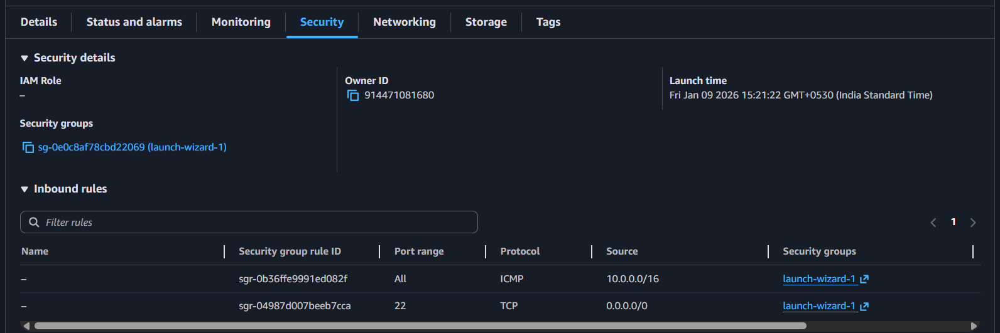 Details Status and alarms Monitoring Security Networking Storage Tags
Security details
IAM Role
–
Owner ID
914471081680
Launch time
Fri Jan 09 2026 15:21:22 GMT+0530 (India Standard Time)
Security groups
sg-0e0c8af78cbd22069 (launch-wizard-1)
Inbound rules
Filter rules
1
Name Security group rule ID Port range Protocol Source Security groups
– sgr-0b36ffe9991ed082f All ICMP 10.0.0.0/16 launch-wizard-1
– sgr-04987d007beeb7cca 22 TCP 0.0.0.0/0 launch-wizard-1